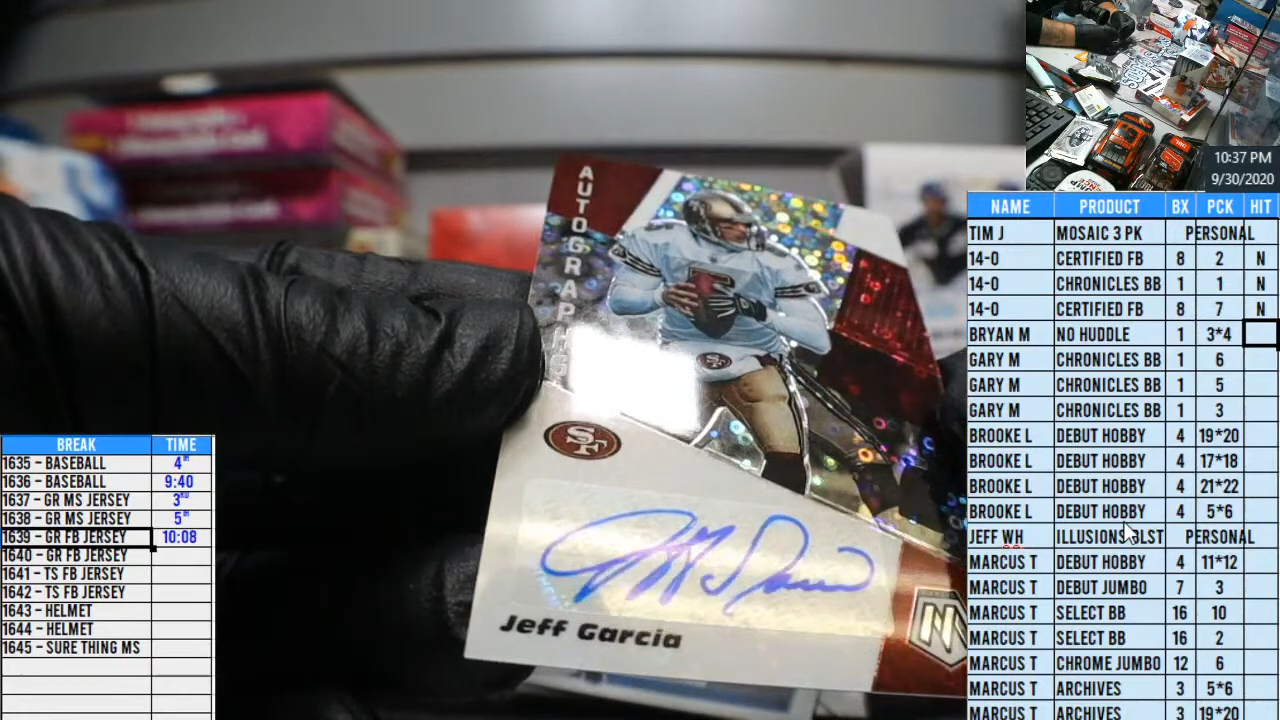 10:37 PM
9/30/2020
AUTOGRAPHS
SF
Jeff Garcia
BREAK TIME
1635 – BASEBALL 4TH
1636 – BASEBALL 9:40
1637 – GR MS JERSEY 3RD
1638 – GR MS JERSEY 5TH
1639 – GR FB JERSEY 10:08
1640 – GR FB JERSEY
1641 – TS FB JERSEY
1642 – TS FB JERSEY
1643 – HELMET
1644 – HELMET
1645 – SURE THING MS
NAME PRODUCT BX PCK HIT
TIM J MOSAIC 3 PK PERSONAL
14-0 CERTIFIED FB 8 2 N
14-0 CHRONICLES BB 1 1 N
14-0 CERTIFIED FB 8 7 N
BRYAN M NO HUDDLE 1 3*4
GARY M CHRONICLES BB 1 6
GARY M CHRONICLES BB 1 5
GARY M CHRONICLES BB 1 3
BROOKE L DEBUT HOBBY 4 19*20
BROOKE L DEBUT HOBBY 4 17*18
BROOKE L DEBUT HOBBY 4 21*22
BROOKE L DEBUT HOBBY 4 5*6
JEFF WH ILLUSIONS BLST PERSONAL
MARCUS T DEBUT HOBBY 4 11*12
MARCUS T DEBUT JUMBO 7 3
MARCUS T SELECT BB 16 10
MARCUS T SELECT BB 16 2
MARCUS T CHROME JUMBO 12 6
MARCUS T ARCHIVES 3 5*6
MARCUS T ARCHIVES 3 19*20